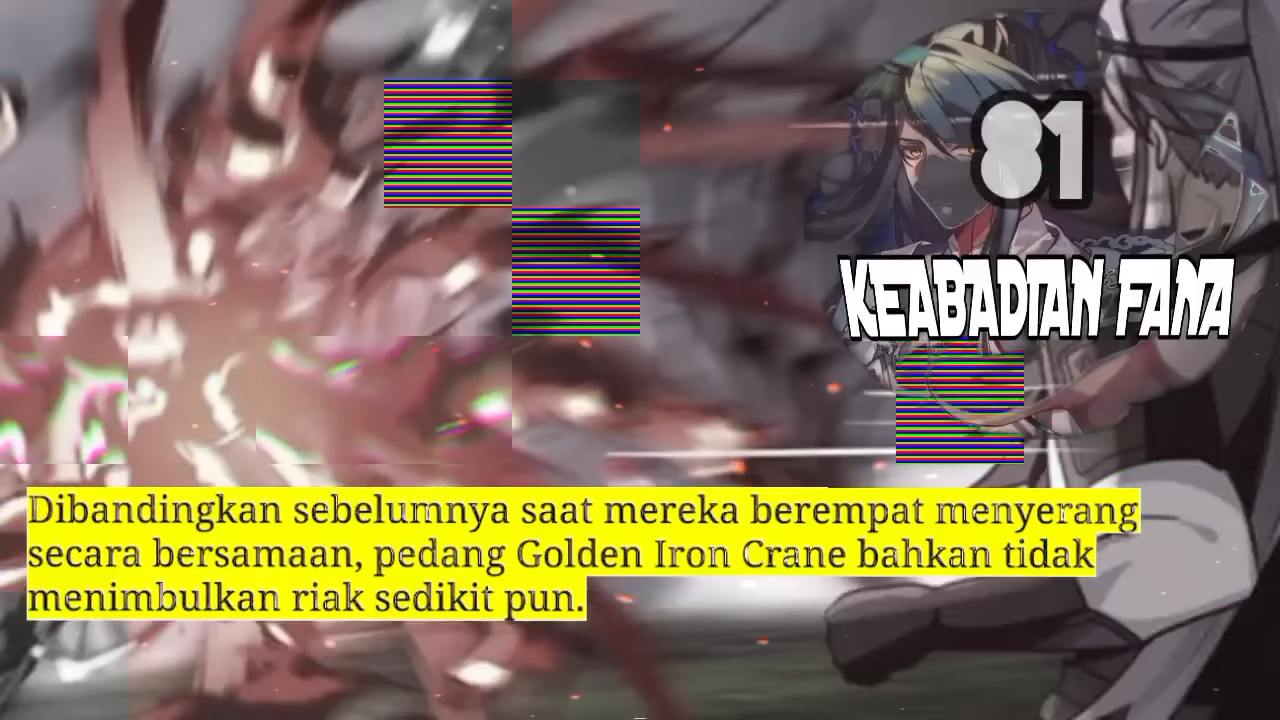 81
KEABADIAN FANA
Dibandingkan sebelumnya saat mereka berempat menyerang
secara bersamaan, pedang Golden Iron Crane bahkan tidak
menimbulkan riak sedikit pun.